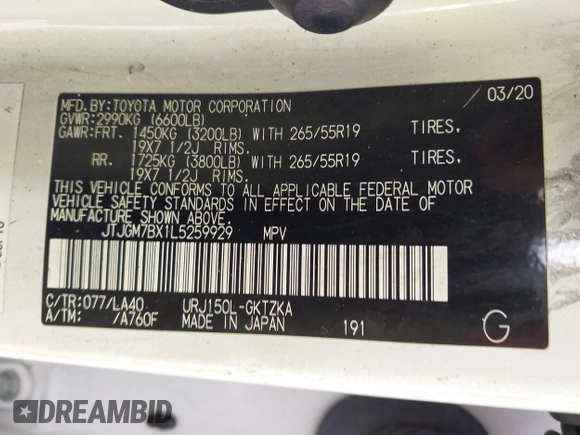 03/20
MFD.BY:TOYOTA MOTOR CORPORATION
GVWR:2990KG (6600LB)
GAWR:FRT. 1450KG (3200LB) WITH 265/55R19 TIRES,
19X7 1/2J RIMS.
RR. 1725KG (3800LB) WITH 265/55R19 TIRES,
19X7 1/2J RIMS.
THIS VEHICLE CONFORMS TO ALL APPLICABLE FEDERAL MOTOR
VEHICLE SAFETY STANDARDS IN EFFECT ON THE DATE OF
MANUFACTURE SHOWN ABOVE.
JTJGM7BX1L5259929 MPV
C/TR:077/LA40 URJ150L-GKTZKA
A/TM: /A760F MADE IN JAPAN 191 G
DREAMBID